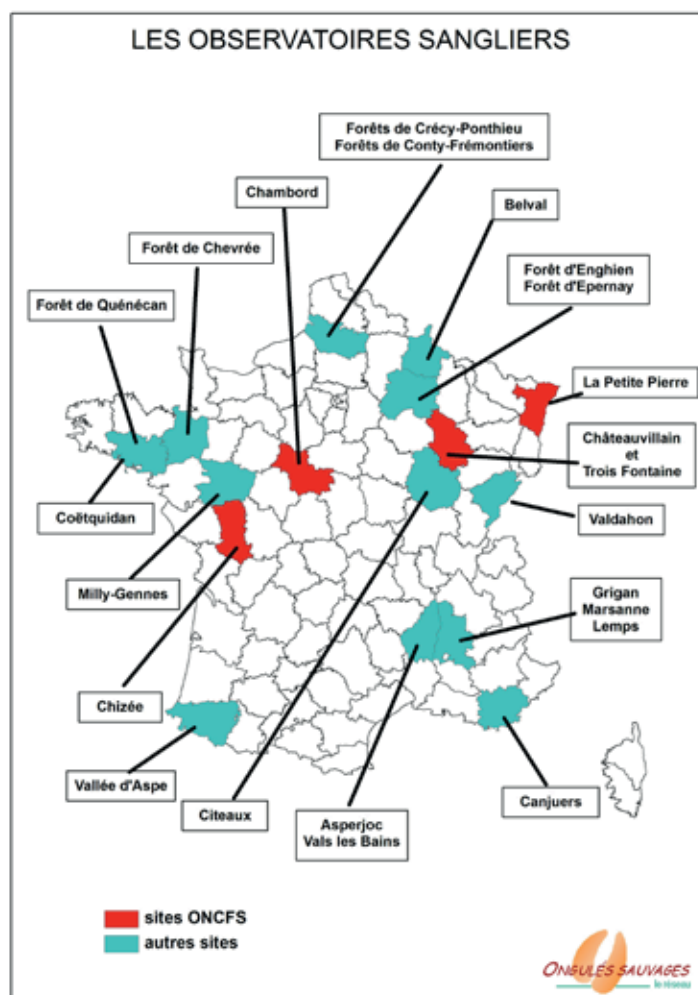 LES OBSERVATOIRES SANGLIERS
Forêts de Crécy-Ponthieu
Forêts de Conty-Frémontiers
Chambord
Belval
Forêt de Chevrée
Forêt d'Enghien
Forêt d'Epernay
Forêt de Quénécan
La Petite Pierre
Châteauvillain
et
Trois Fontaine
Coëtquidan
Valdahon
Milly-Gennes
Grigan
Marsanne
Lemps
Chizée
Vallée d'Aspe
Citeaux
Asperjoc
Vals les Bains
Canjuers
sites ONCFS
autres sites
ONGULÉS SAUVAGES
le réseau